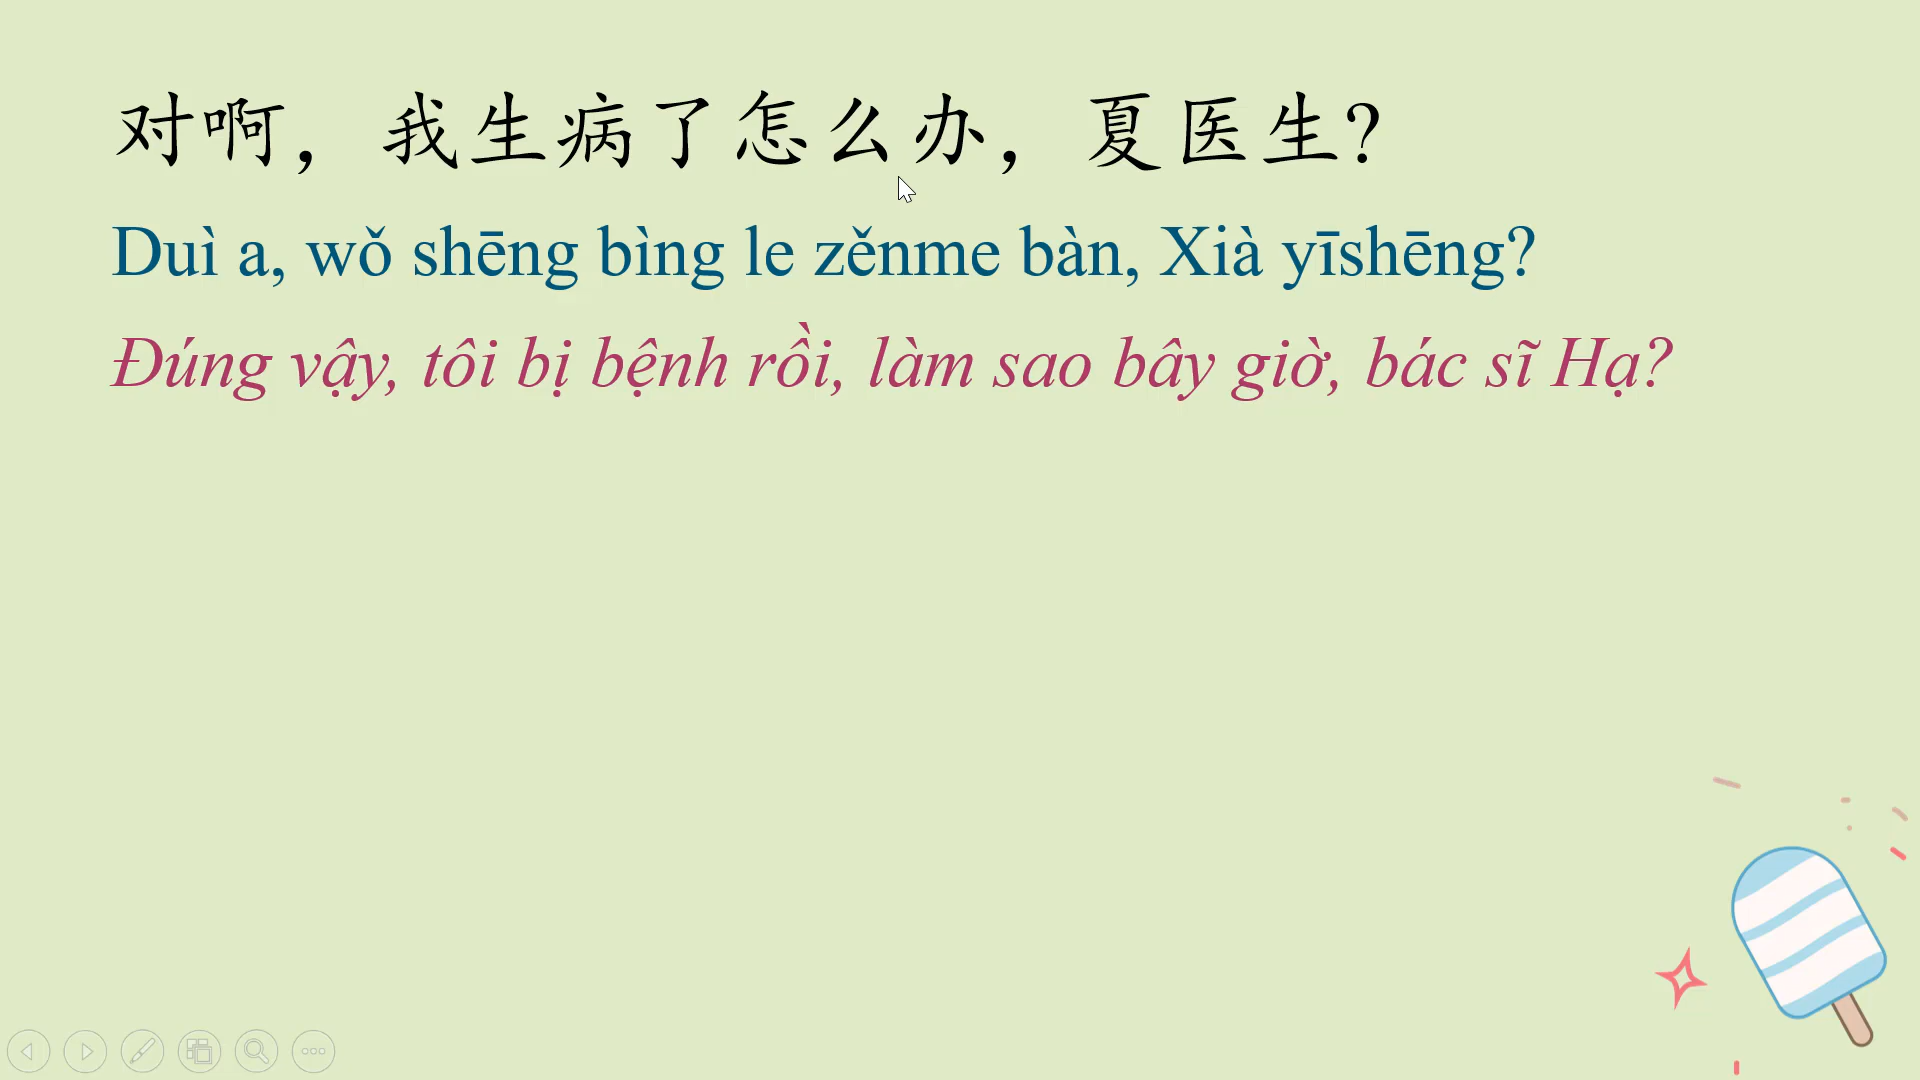 对啊，我生病了怎么办，夏医生?
Duì a, wǒ shēng bìng le zěnme bàn, Xià yīshēng?
Đúng vậy, tôi bị bệnh rồi, làm sao bây giờ, bác sĩ Hạ?